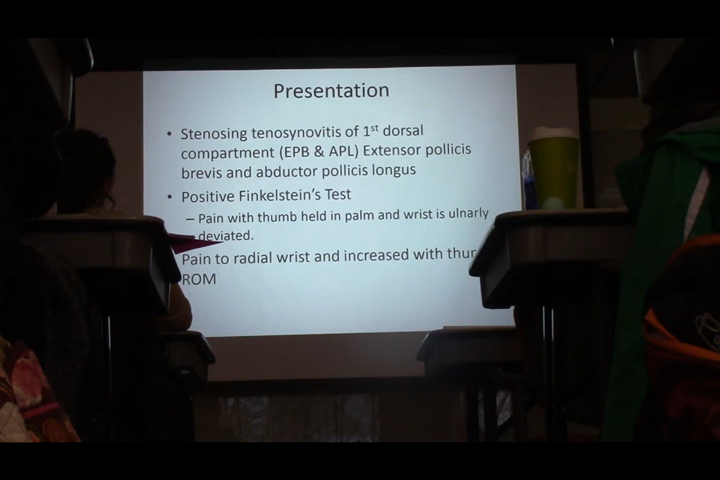 Presentation
• Stenosing tenosynovitis of 1st dorsal
compartment (EPB & APL) Extensor pollicis
brevis and abductor pollicis longus
• Positive Finkelstein's Test
– Pain with thumb held in palm and wrist is ulnarly
deviated.
Pain to radial wrist and increased with
ROM